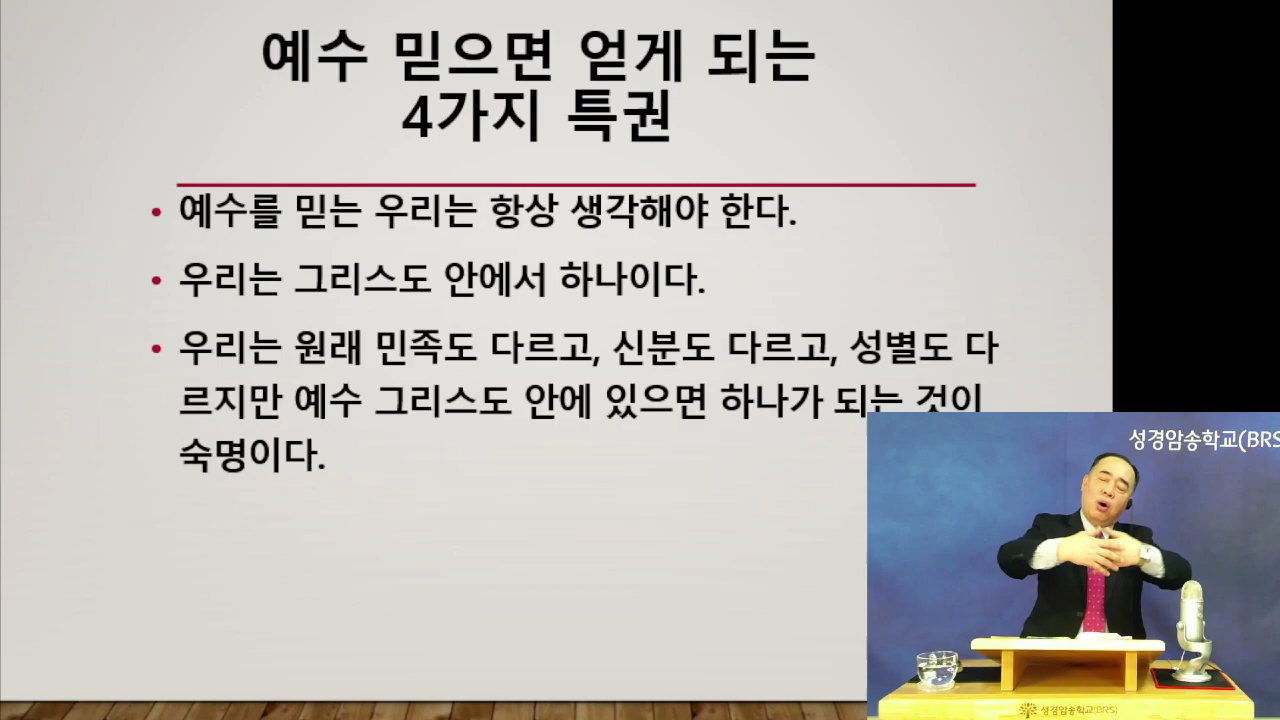 예수 믿으면 얻게 되는
4가지 특권
• 예수를 믿는 우리는 항상 생각해야 한다.
• 우리는 그리스도 안에서 하나이다.
• 우리는 원래 민족도 다르고, 신분도 다르고, 성별도 다
르지만 예수 그리스도 안에 있으면 하나가 되는 것이
숙명이다.
성경암송학교(BRS
성경암송학교(BRS)